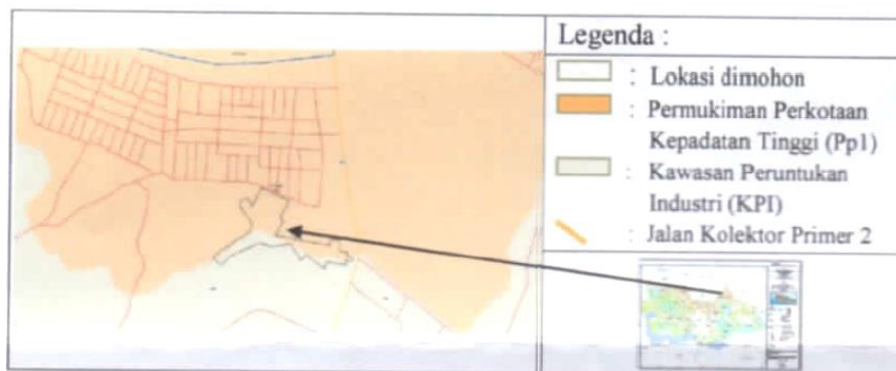 Legenda :
: Lokasi dimohon
: Permukiman Perkotaan
Kepadatan Tinggi (Pp1)
: Kawasan Peruntukan
Industri (KPI)
: Jalan Kolektor Primer 2